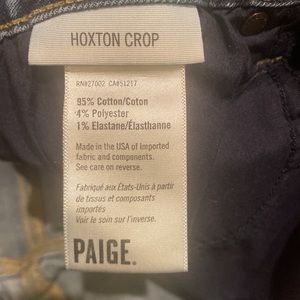 HOXTON CROP
RN#27002 CA#51217
95% Cotton/Coton
4% Polyester
1% Elastane/Élasthanne
Made in the USA of imported
fabric and components.
See care on reverse.
Fabriqué aux États-Unis à partir
de tissus et composants
importés
Voir le soin sur l'inverse.
PAIGE.